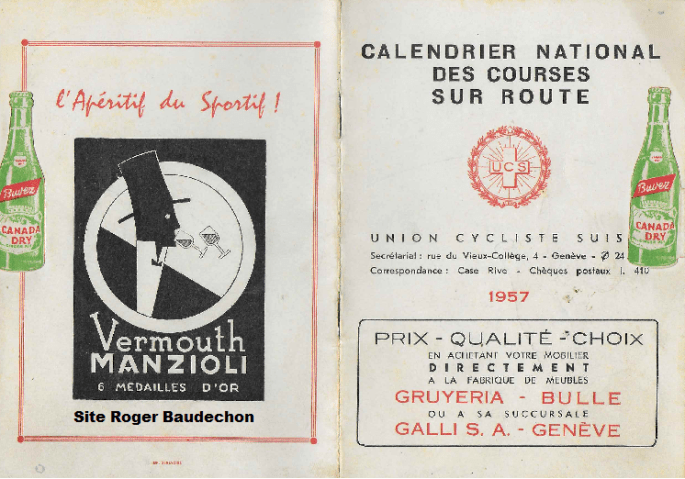 l'Apéritif du Sportif !
Buvez
CANADA
DRY
Vermouth
MANZIOLI
6 MÉDAILLES D'OR
Site Roger Baudechon
CALENDRIER NATIONAL
DES COURSES
SUR ROUTE
UCS
Buvez
CANADA
DRY
UNION CYCLISTE SUIS
Secrétariat : rue du Vieux-Collège, 4 - Genève - 24.
Correspondance : Case Rive - Chèques postaux I. 410
1957
PRIX - QUALITÉ - CHOIX
EN ACHETANT VOTRE MOBILIER
DIRECTEMENT
A LA FABRIQUE DE MEUBLES
GRUYERIA - BULLE
OU A SA SUCCURSALE
GALLI S. A. - GENÈVE